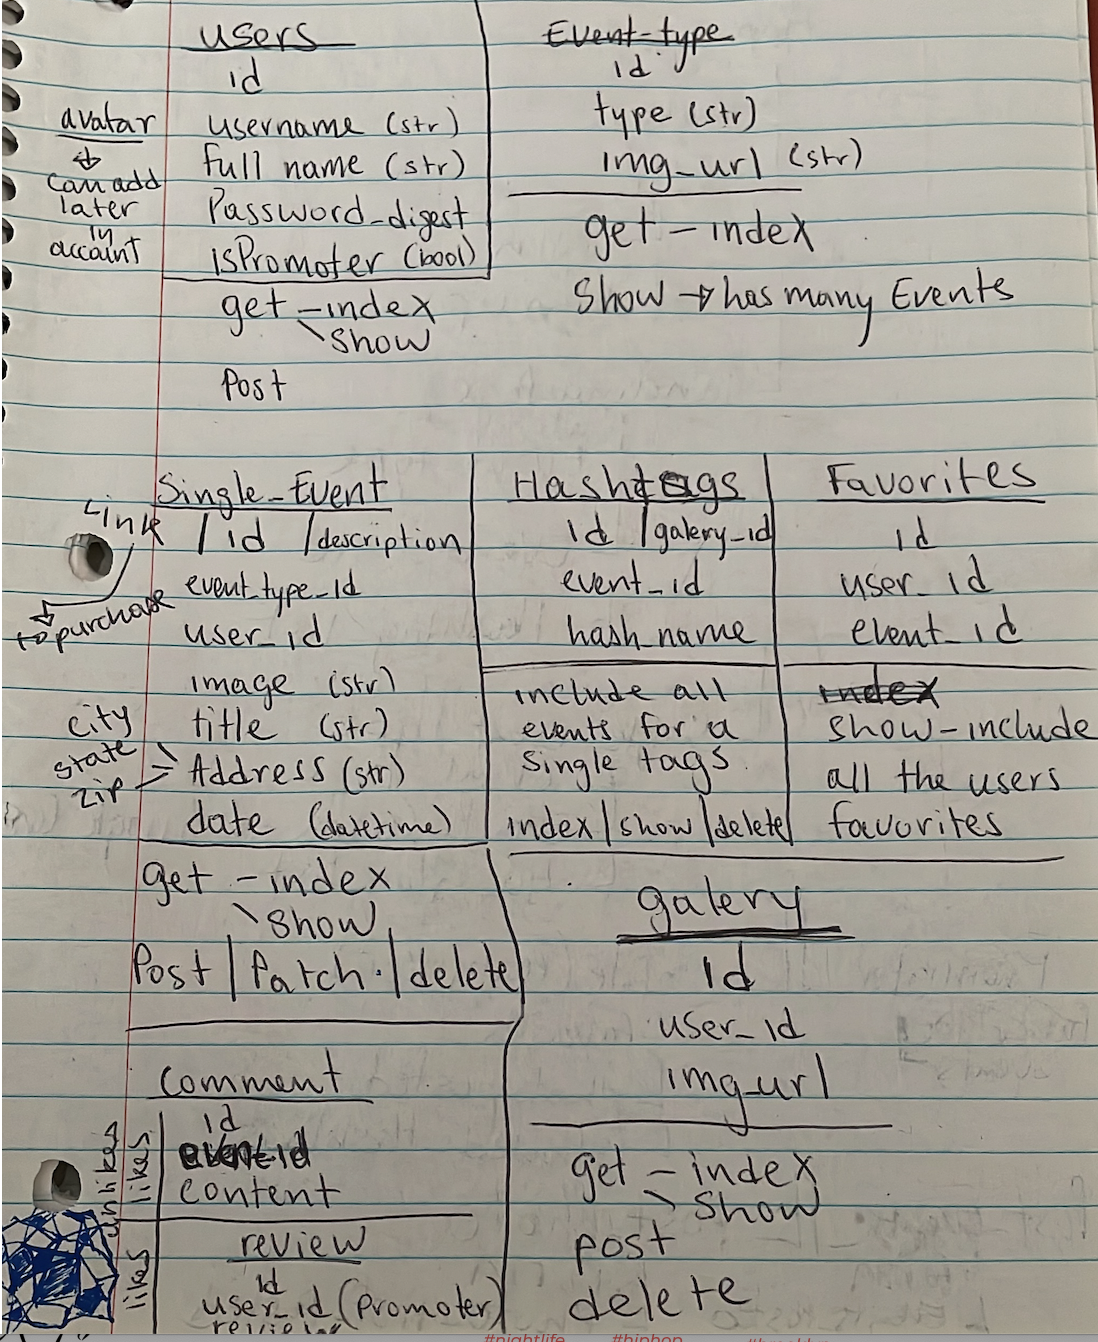 users
id
username (str)
full name (str)
Password_digest
isPromoter (bool)
avatar
can add
later
in
account
get - index
show
Post
Event-type
id
type (str)
img_url (str)
get - index
Show → has many Events
Single_Event
Link
/ id / description
to purchase
event_type_id
user_id
image (str)
title (str)
city
state
zip
Address (str)
date (datetime)
get - index
show
Post | Patch | delete
Hashtags
id | galery_id
event_id
hash_name
include all
events for a
single tags
index | show | delete
Favorites
id
user_id
event_id
index
show - include
all the users
favorites
galery
id
user_id
img_url
get - index
show
post
delete
comment
id
event id
content
unlikes
likes
review
id
user_id (promoter)
likes
#nightlife #hiphop